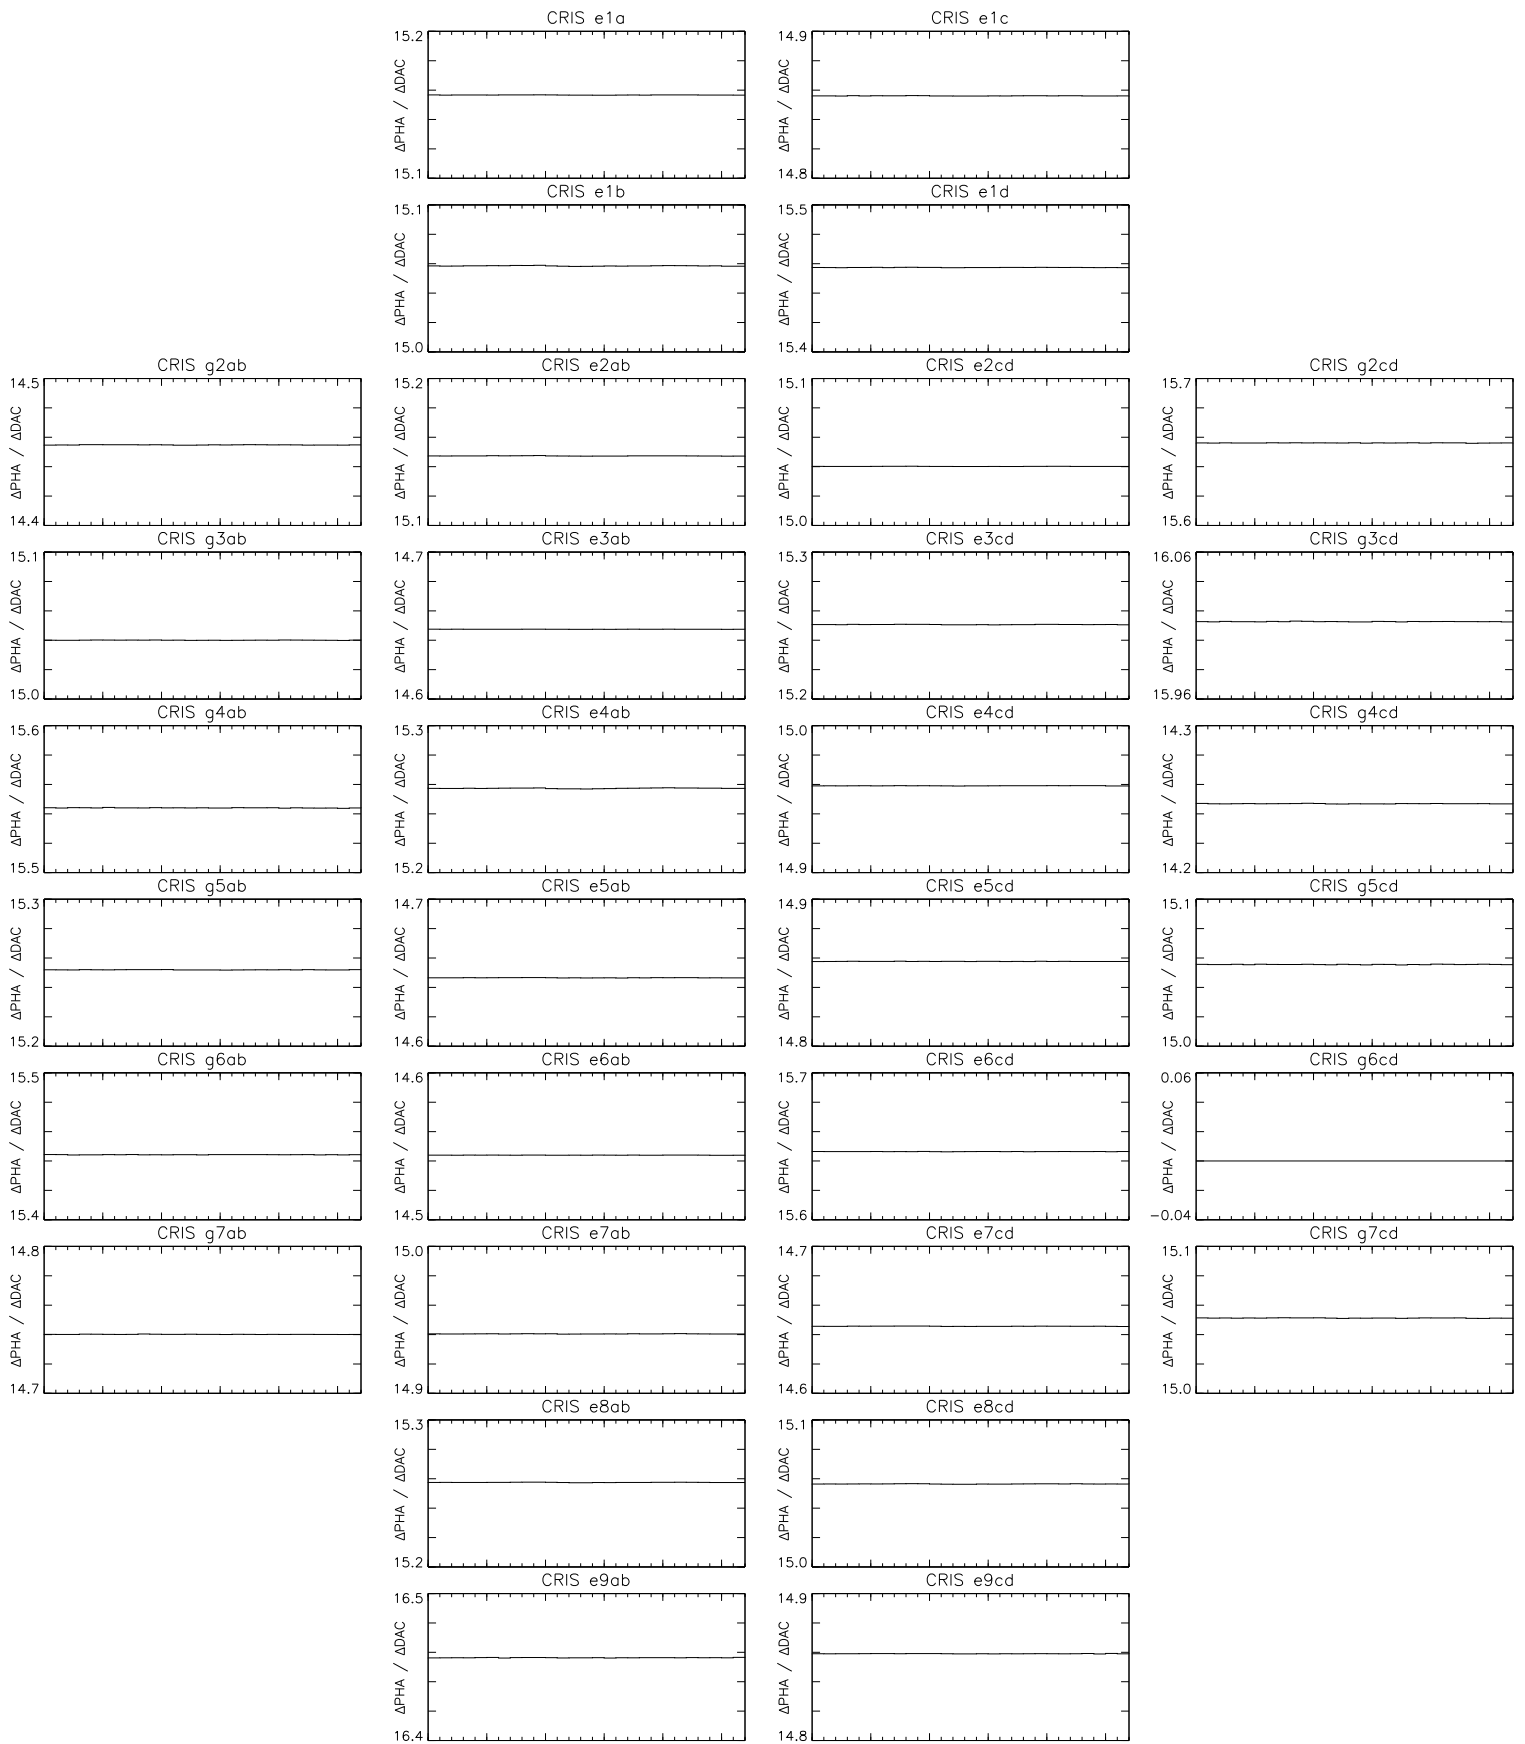 CRIS e1a
15.2
ΔPHA / ΔDAC
15.1
CRIS e1c
14.9
ΔPHA / ΔDAC
14.8
CRIS e1b
15.1
ΔPHA / ΔDAC
15.0
CRIS e1d
15.5
ΔPHA / ΔDAC
15.4
CRIS g2ab
14.5
ΔPHA / ΔDAC
14.4
CRIS e2ab
15.2
ΔPHA / ΔDAC
15.1
CRIS e2cd
15.1
ΔPHA / ΔDAC
15.0
CRIS g2cd
15.7
ΔPHA / ΔDAC
15.6
CRIS g3ab
15.1
ΔPHA / ΔDAC
15.0
CRIS e3ab
14.7
ΔPHA / ΔDAC
14.6
CRIS e3cd
15.3
ΔPHA / ΔDAC
15.2
CRIS g3cd
16.06
ΔPHA / ΔDAC
15.96
CRIS g4ab
15.6
ΔPHA / ΔDAC
15.5
CRIS e4ab
15.3
ΔPHA / ΔDAC
15.2
CRIS e4cd
15.0
ΔPHA / ΔDAC
14.9
CRIS g4cd
14.3
ΔPHA / ΔDAC
14.2
CRIS g5ab
15.3
ΔPHA / ΔDAC
15.2
CRIS e5ab
14.7
ΔPHA / ΔDAC
14.6
CRIS e5cd
14.9
ΔPHA / ΔDAC
14.8
CRIS g5cd
15.1
ΔPHA / ΔDAC
15.0
CRIS g6ab
15.5
ΔPHA / ΔDAC
15.4
CRIS e6ab
14.6
ΔPHA / ΔDAC
14.5
CRIS e6cd
15.7
ΔPHA / ΔDAC
15.6
CRIS g6cd
0.06
ΔPHA / ΔDAC
−0.04
CRIS g7ab
14.8
ΔPHA / ΔDAC
14.7
CRIS e7ab
15.0
ΔPHA / ΔDAC
14.9
CRIS e7cd
14.7
ΔPHA / ΔDAC
14.6
CRIS g7cd
15.1
ΔPHA / ΔDAC
15.0
CRIS e8ab
15.3
ΔPHA / ΔDAC
15.2
CRIS e8cd
15.1
ΔPHA / ΔDAC
15.0
CRIS e9ab
16.5
ΔPHA / ΔDAC
16.4
CRIS e9cd
14.9
ΔPHA / ΔDAC
14.8